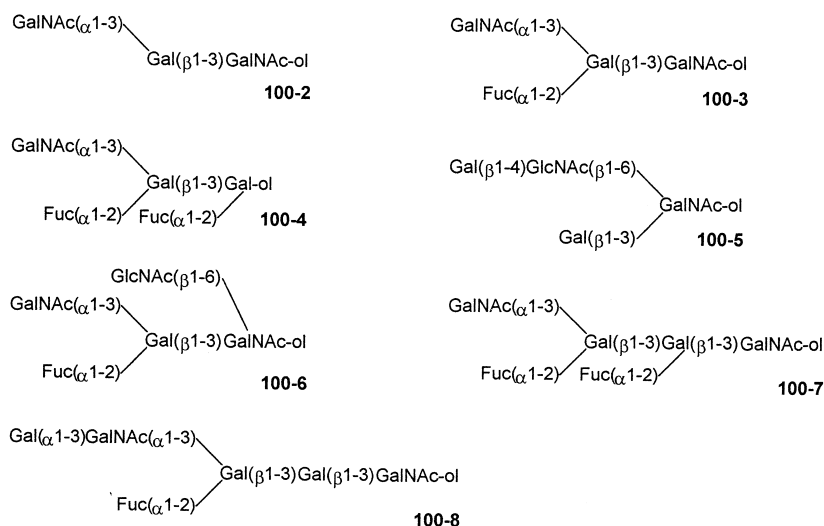 GalNAc(α1-3)
Gal(β1-3)GalNAc-ol
100-2
GalNAc(α1-3)
Gal(β1-3)GalNAc-ol
Fuc(α1-2)
100-3
GalNAc(α1-3)
Gal(β1-3)Gal-ol
Fuc(α1-2) Fuc(α1-2)
100-4
Gal(β1-4)GlcNAc(β1-6)
GalNAc-ol
Gal(β1-3)
100-5
GlcNAc(β1-6)
GalNAc(α1-3)
Gal(β1-3)GalNAc-ol
Fuc(α1-2)
100-6
GalNAc(α1-3)
Gal(β1-3)Gal(β1-3)GalNAc-ol
Fuc(α1-2) Fuc(α1-2)
100-7
Gal(α1-3)GalNAc(α1-3)
Gal(β1-3)Gal(β1-3)GalNAc-ol
Fuc(α1-2)
100-8